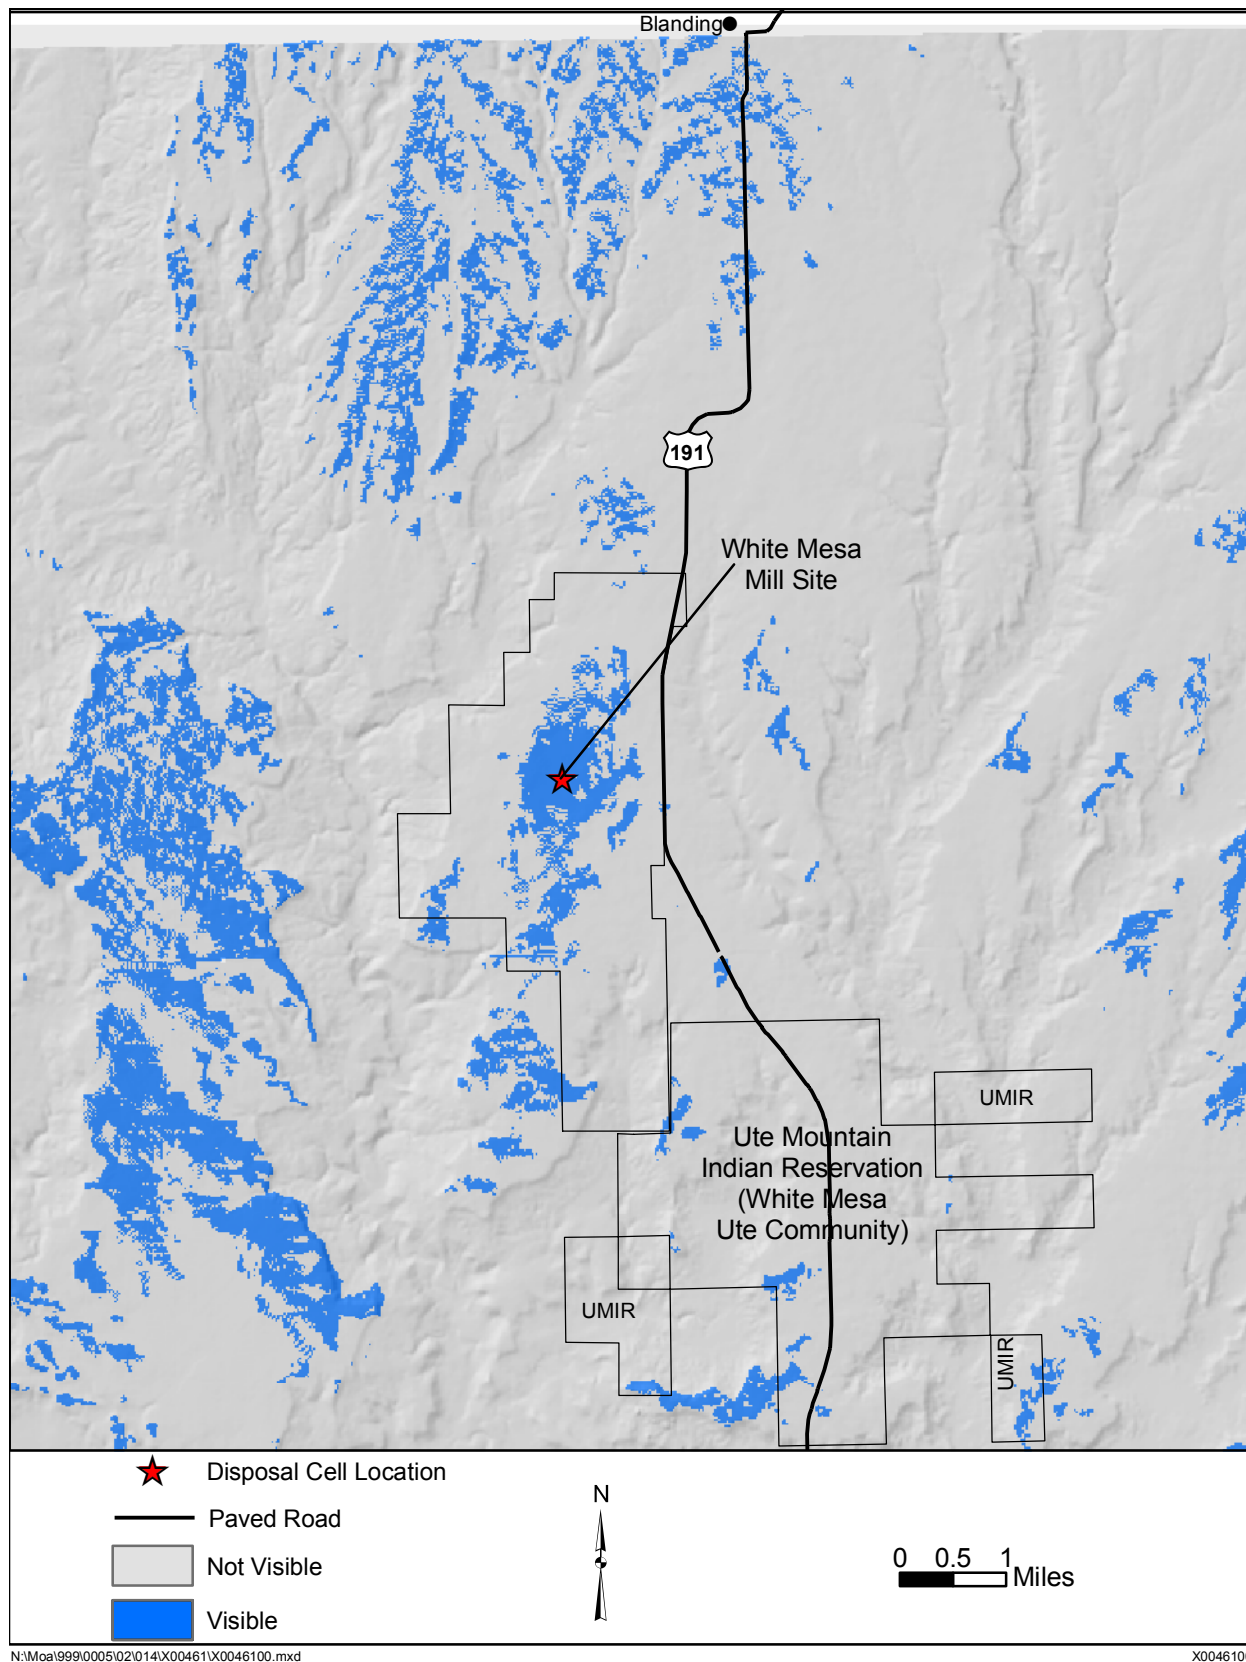 Blanding
191
White Mesa
Mill Site
UMIR
Ute Mountain
Indian Reservation
(White Mesa
Ute Community)
UMIR
UMIR
Disposal Cell Location
Paved Road
Not Visible
Visible
N
0 0.5 1
Miles
N:\Moa\999\0005\02\014\X00461\X0046100.mxd
X004610